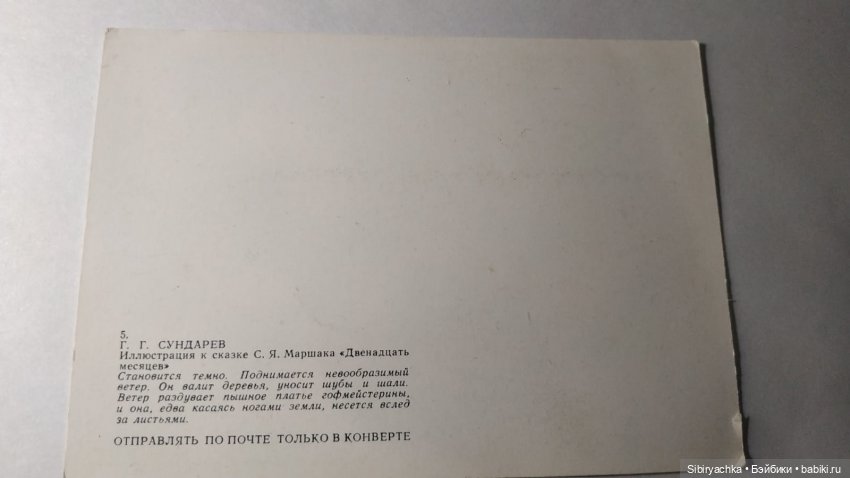 5.
Г. Г. СУНДАРЕВ
Иллюстрация к сказке С. Я. Маршака «Двенадцать
месяцев»
Становится темно. Поднимается невообразимый
ветер. Он валит деревья, уносит шубы и шали.
Ветер раздувает пышное платье гофмейстерины,
и она, едва касаясь ногами земли, несется вслед
за листьями.
ОТПРАВЛЯТЬ ПО ПОЧТЕ ТОЛЬКО В КОНВЕРТЕ
Sibiryachka • Бэйбики • babiki.ru